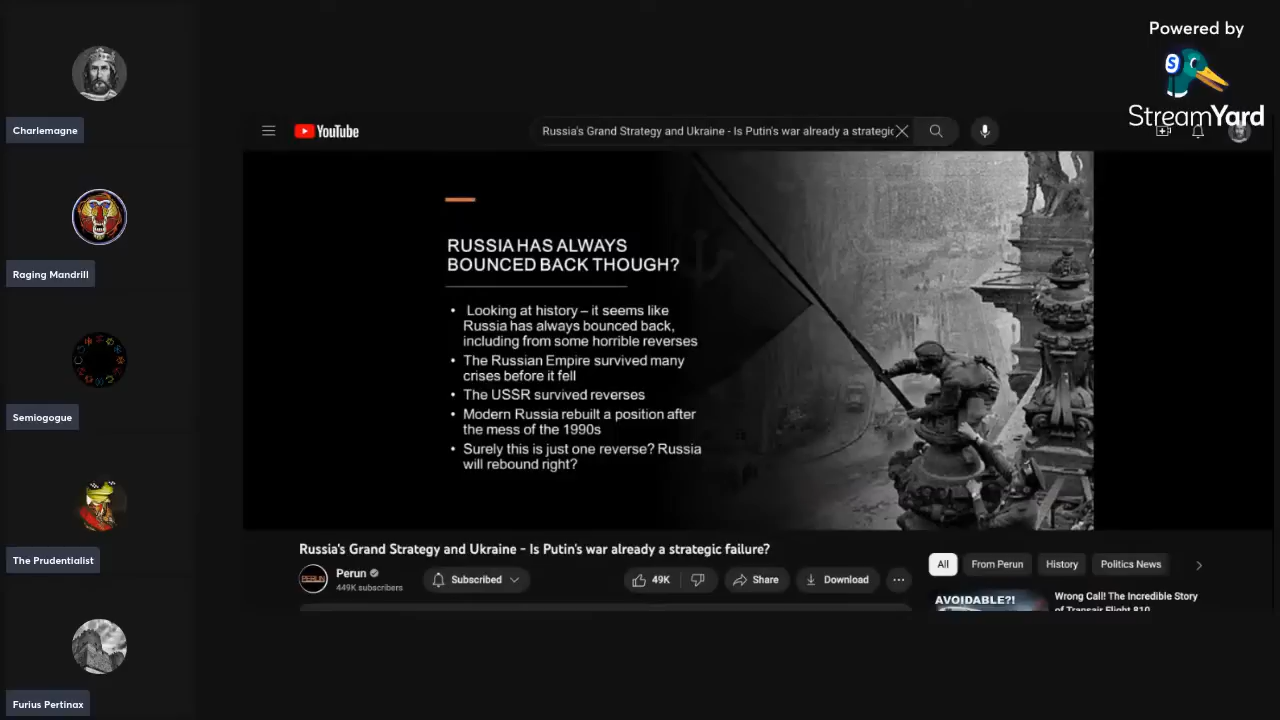 Powered by
StreamYard
Charlemagne
Raging Mandrill
Semiogogue
The Prudentialist
Furius Pertinax
YouTube
Russia's Grand Strategy and Ukraine - Is Putin's war already a strategic
RUSSIA HAS ALWAYS
BOUNCED BACK THOUGH?
• Looking at history – it seems like
Russia has always bounced back,
including from some horrible reverses
• The Russian Empire survived many
crises before it fell
• The USSR survived reverses
• Modern Russia rebuilt a position after
the mess of the 1990s
• Surely this is just one reverse? Russia
will rebound right?
Russia's Grand Strategy and Ukraine - Is Putin's war already a strategic failure?
PERUN
Perun
449K subscribers
Subscribed
49K
Share
Download
All
From Perun
History
Politics News
AVOIDABLE?!
Wrong Call! The Incredible Story
of Transair Flight 810